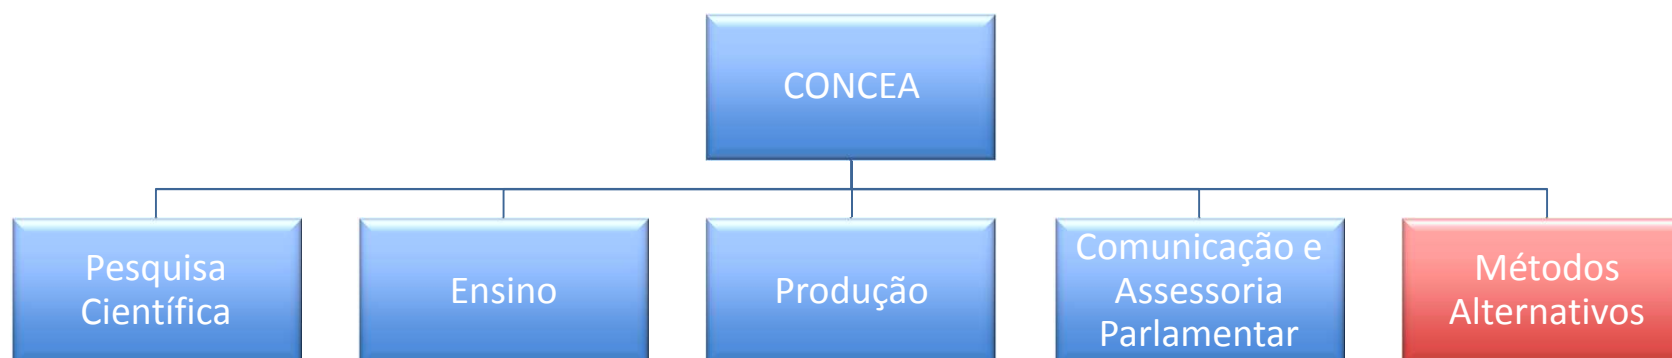 CONCEA
Pesquisa
Científica
Ensino
Produção
Comunicação e
Assessoria
Parlamentar
Métodos
Alternativos